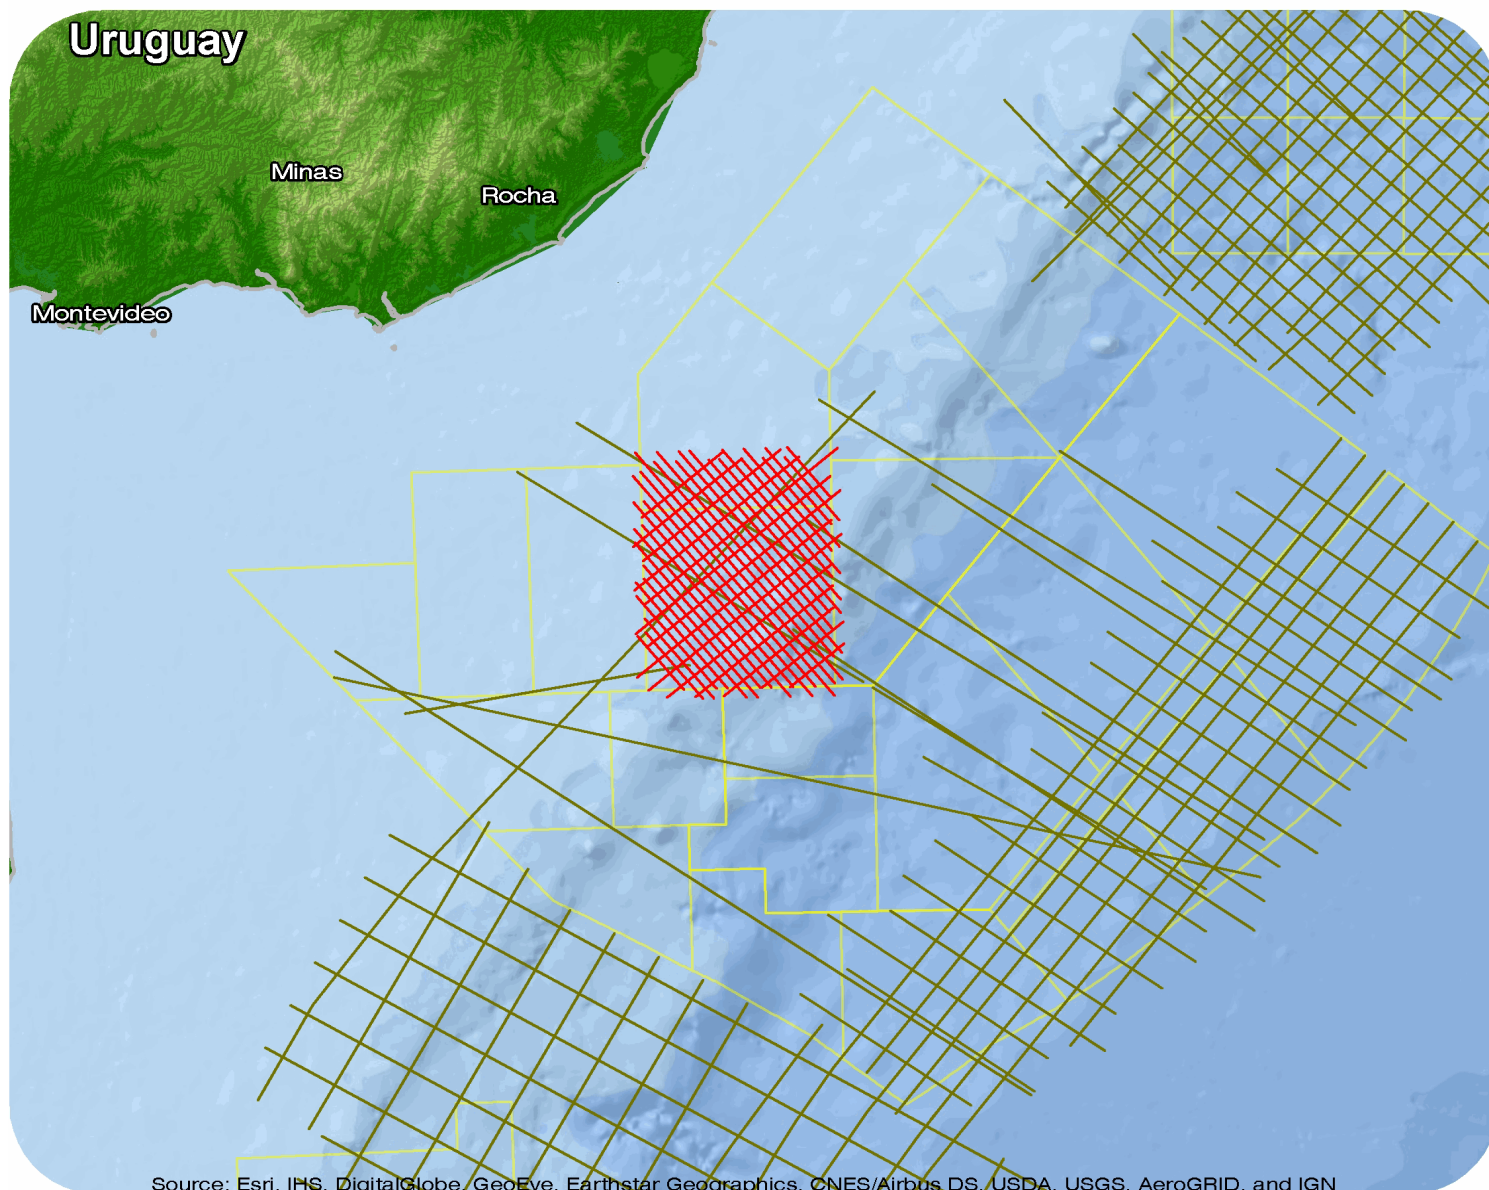 Uruguay
Minas
Rocha
Montevideo
Source: Esri, IHS, DigitalGlobe, GeoEye, Earthstar Geographics, CNES/Airbus DS, USDA, USGS, AeroGRID, and IGN